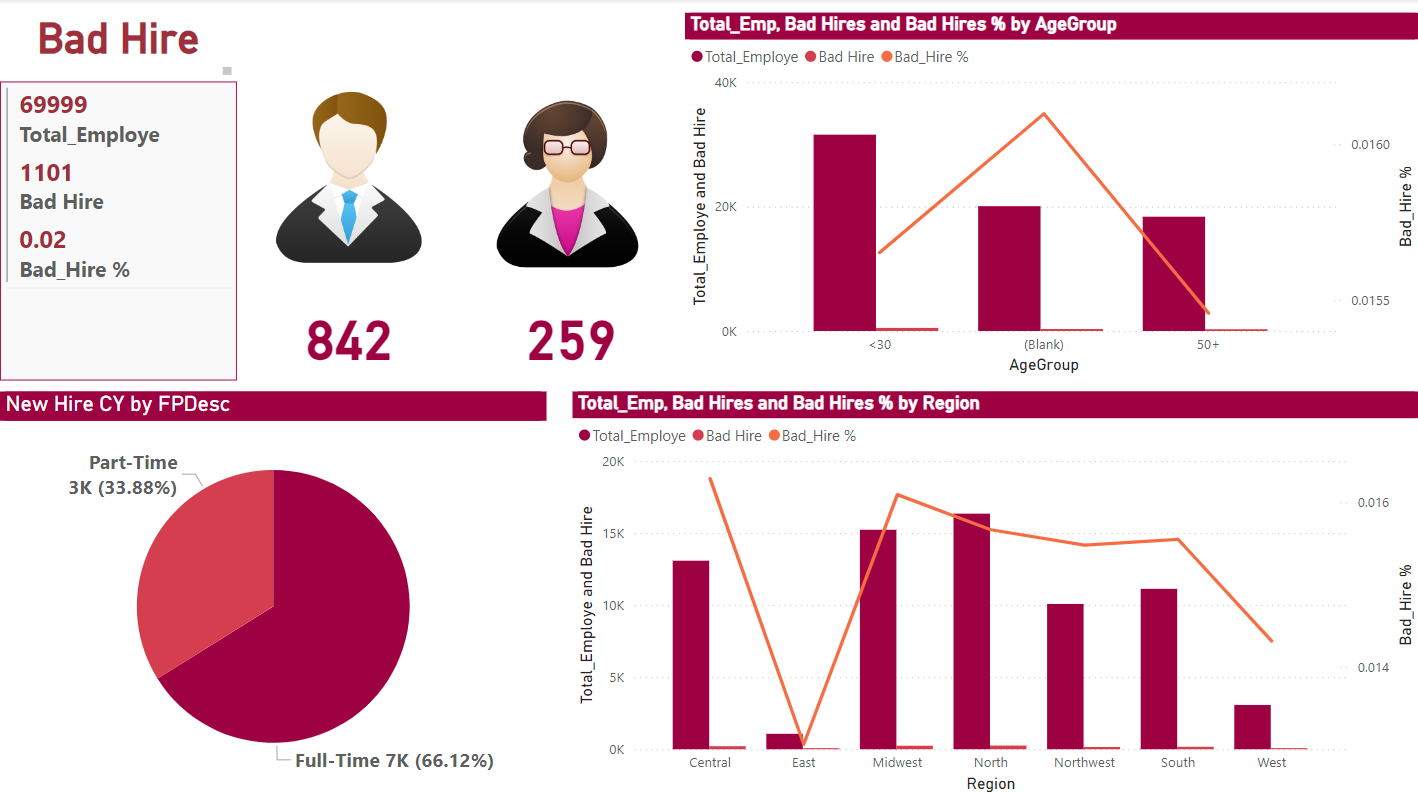 Bad Hire
69999
Total_Employe
1101
Bad Hire
0.02
Bad_Hire %
842
259
Total_Emp, Bad Hires and Bad Hires % by AgeGroup
Total_Employe Bad Hire Bad_Hire %
Total_Employe and Bad Hire
40K
20K
0K
0.0160
0.0155
Bad_Hire %
<30 (Blank) 50+
AgeGroup
New Hire CY by FPDesc
Part-Time
3K (33.88%)
Full-Time 7K (66.12%)
Total_Emp, Bad Hires and Bad Hires % by Region
Total_Employe Bad Hire Bad_Hire %
Total_Employe and Bad Hire
20K
15K
10K
5K
0K
0.016
0.014
Bad_Hire %
Central East Midwest North Northwest South West
Region